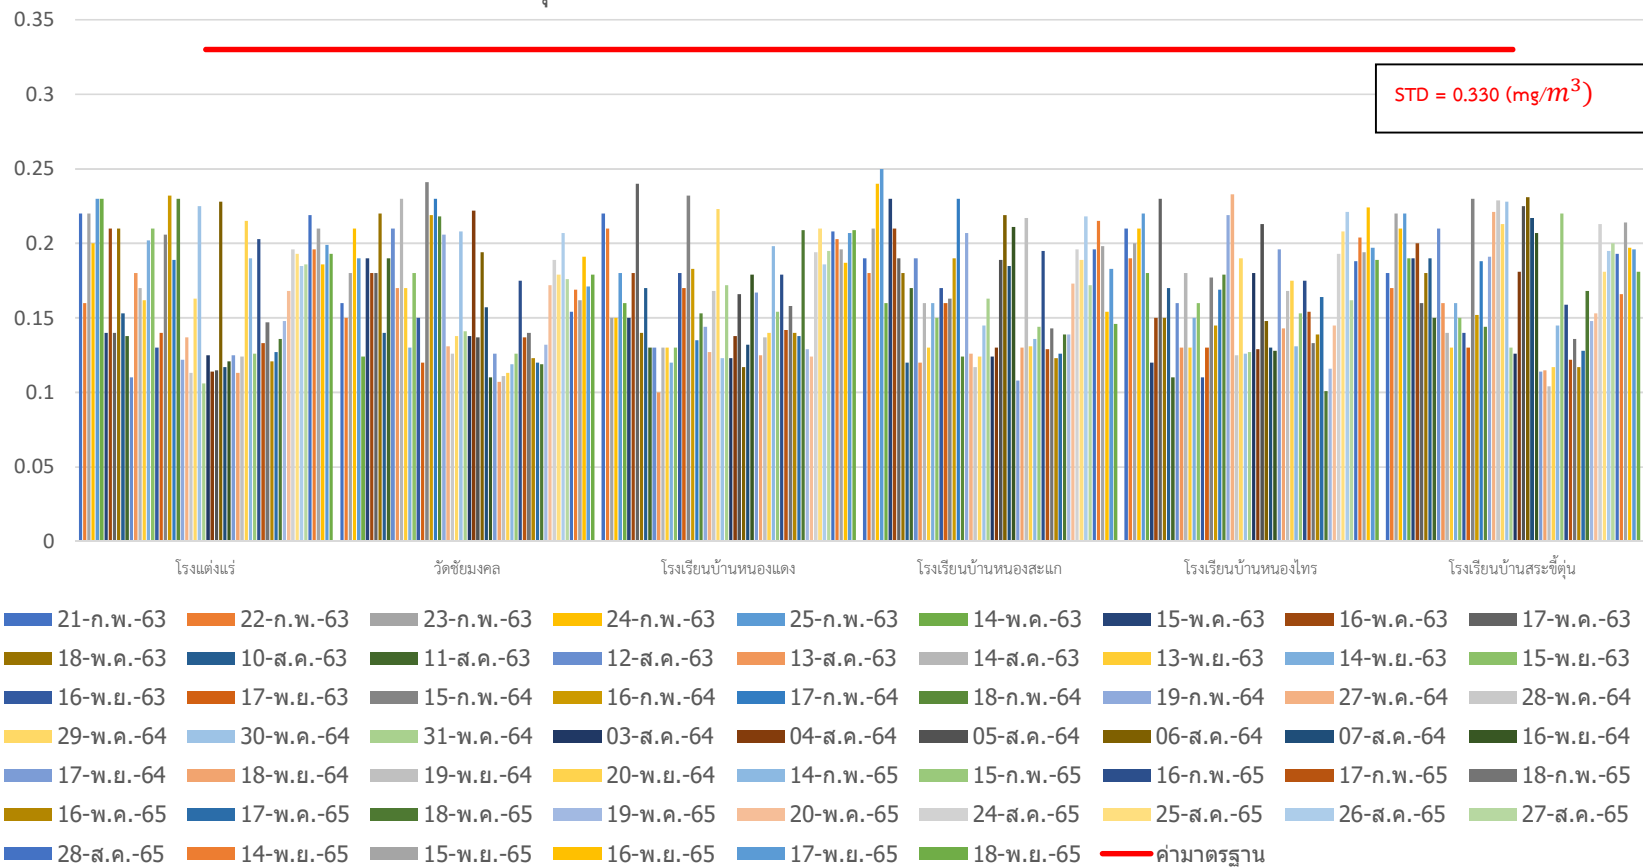 0.35
0.3
STD = 0.330 (mg/m³)
0.25
0.2
0.15
0.1
0.05
0
โรงแต่งแร่ วัดชัยมงคล โรงเรียนบ้านหนองแดง โรงเรียนบ้านหนองสะแก โรงเรียนบ้านหนองไทร โรงเรียนบ้านสระขี้ตุ่น
21-ก.พ.-63 22-ก.พ.-63 23-ก.พ.-63 24-ก.พ.-63 25-ก.พ.-63 14-พ.ค.-63 15-พ.ค.-63 16-พ.ค.-63 17-พ.ค.-63
18-พ.ค.-63 10-ส.ค.-63 11-ส.ค.-63 12-ส.ค.-63 13-ส.ค.-63 14-ส.ค.-63 13-พ.ย.-63 14-พ.ย.-63 15-พ.ย.-63
16-พ.ย.-63 17-พ.ย.-63 15-ก.พ.-64 16-ก.พ.-64 17-ก.พ.-64 18-ก.พ.-64 19-ก.พ.-64 27-พ.ค.-64 28-พ.ค.-64
29-พ.ค.-64 30-พ.ค.-64 31-พ.ค.-64 03-ส.ค.-64 04-ส.ค.-64 05-ส.ค.-64 06-ส.ค.-64 07-ส.ค.-64 16-พ.ย.-64
17-พ.ย.-64 18-พ.ย.-64 19-พ.ย.-64 20-พ.ย.-64 14-ก.พ.-65 15-ก.พ.-65 16-ก.พ.-65 17-ก.พ.-65 18-ก.พ.-65
16-พ.ค.-65 17-พ.ค.-65 18-พ.ค.-65 19-พ.ค.-65 20-พ.ค.-65 24-ส.ค.-65 25-ส.ค.-65 26-ส.ค.-65 27-ส.ค.-65
28-ส.ค.-65 14-พ.ย.-65 15-พ.ย.-65 16-พ.ย.-65 17-พ.ย.-65 18-พ.ย.-65 ค่ามาตรฐาน